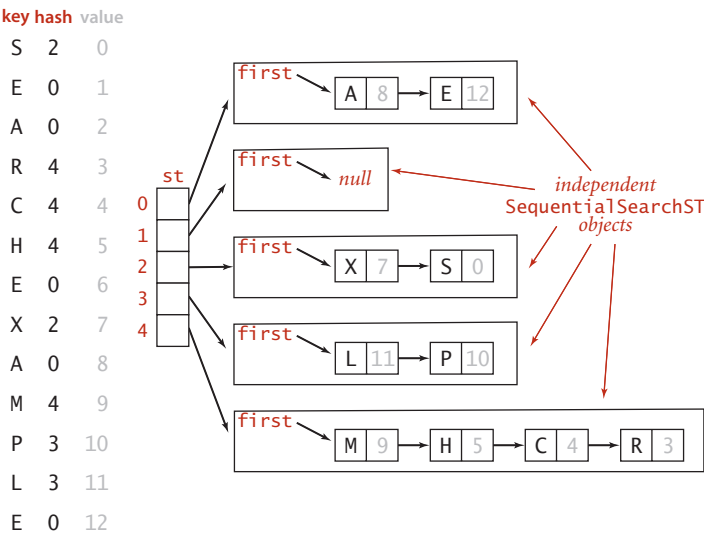 key hash value
S 2 0
E 0 1
A 0 2
R 4 3
C 4 4
H 4 5
E 0 6
X 2 7
A 0 8
M 4 9
P 3 10
L 3 11
E 0 12
st
0
1
2
3
4
first
A 8 E 12
first
null
first
X 7 S 0
first
L 11 P 10
first
M 9 H 5 C 4 R 3
independent
SequentialSearchST
objects